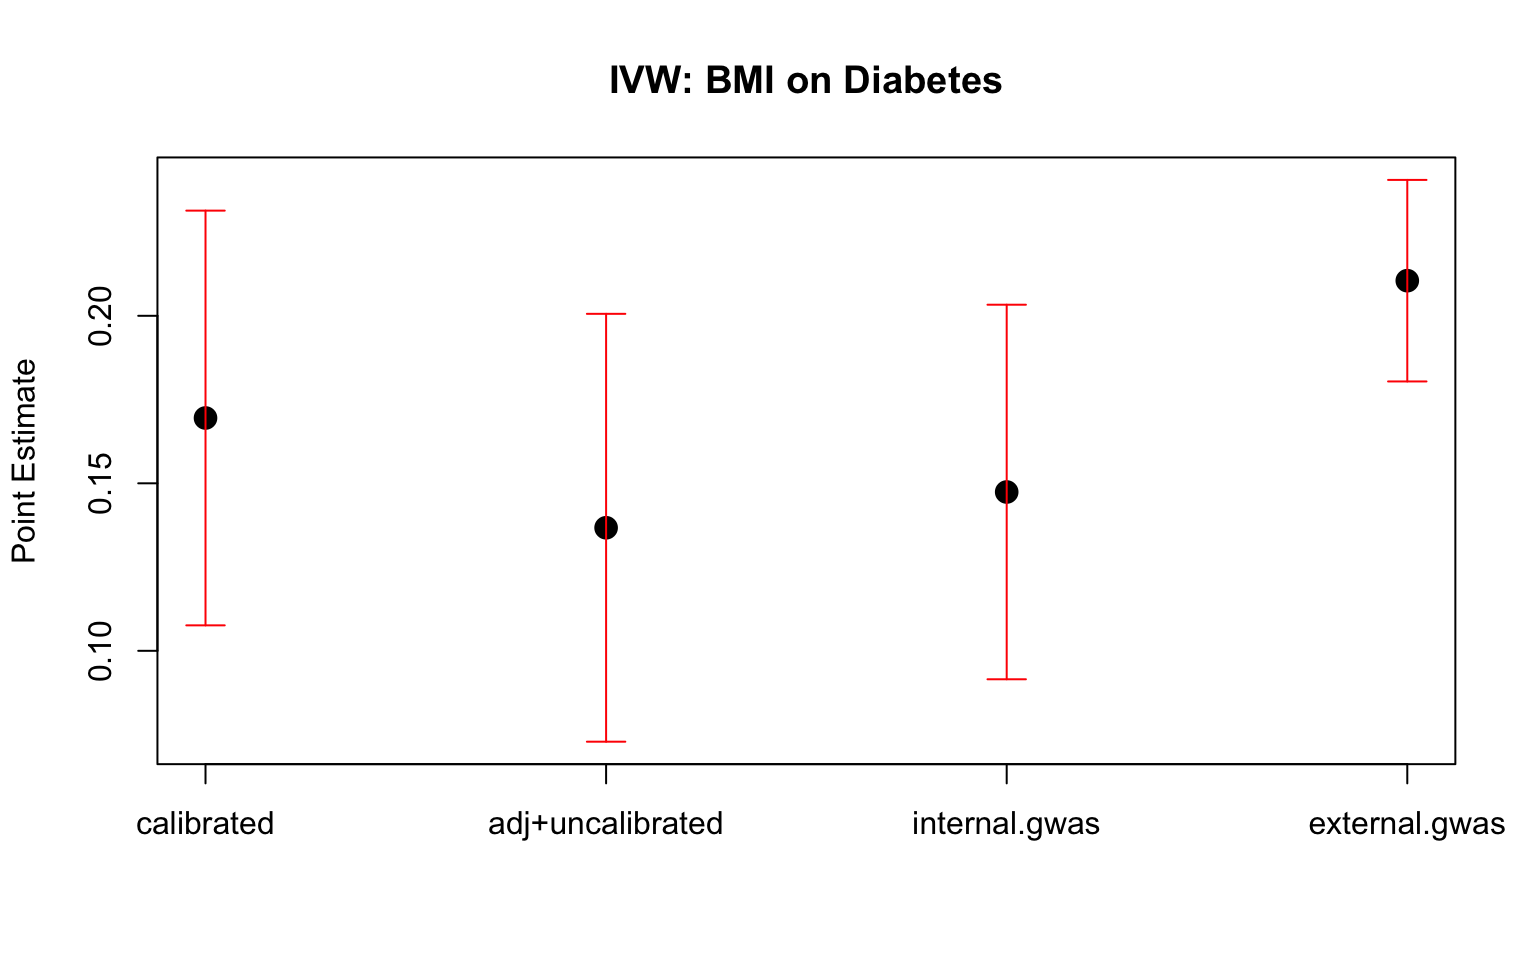 IVW: BMI on Diabetes
Point Estimate
0.20
0.15
0.10
calibrated
adj+uncalibrated
internal.gwas
external.gwas